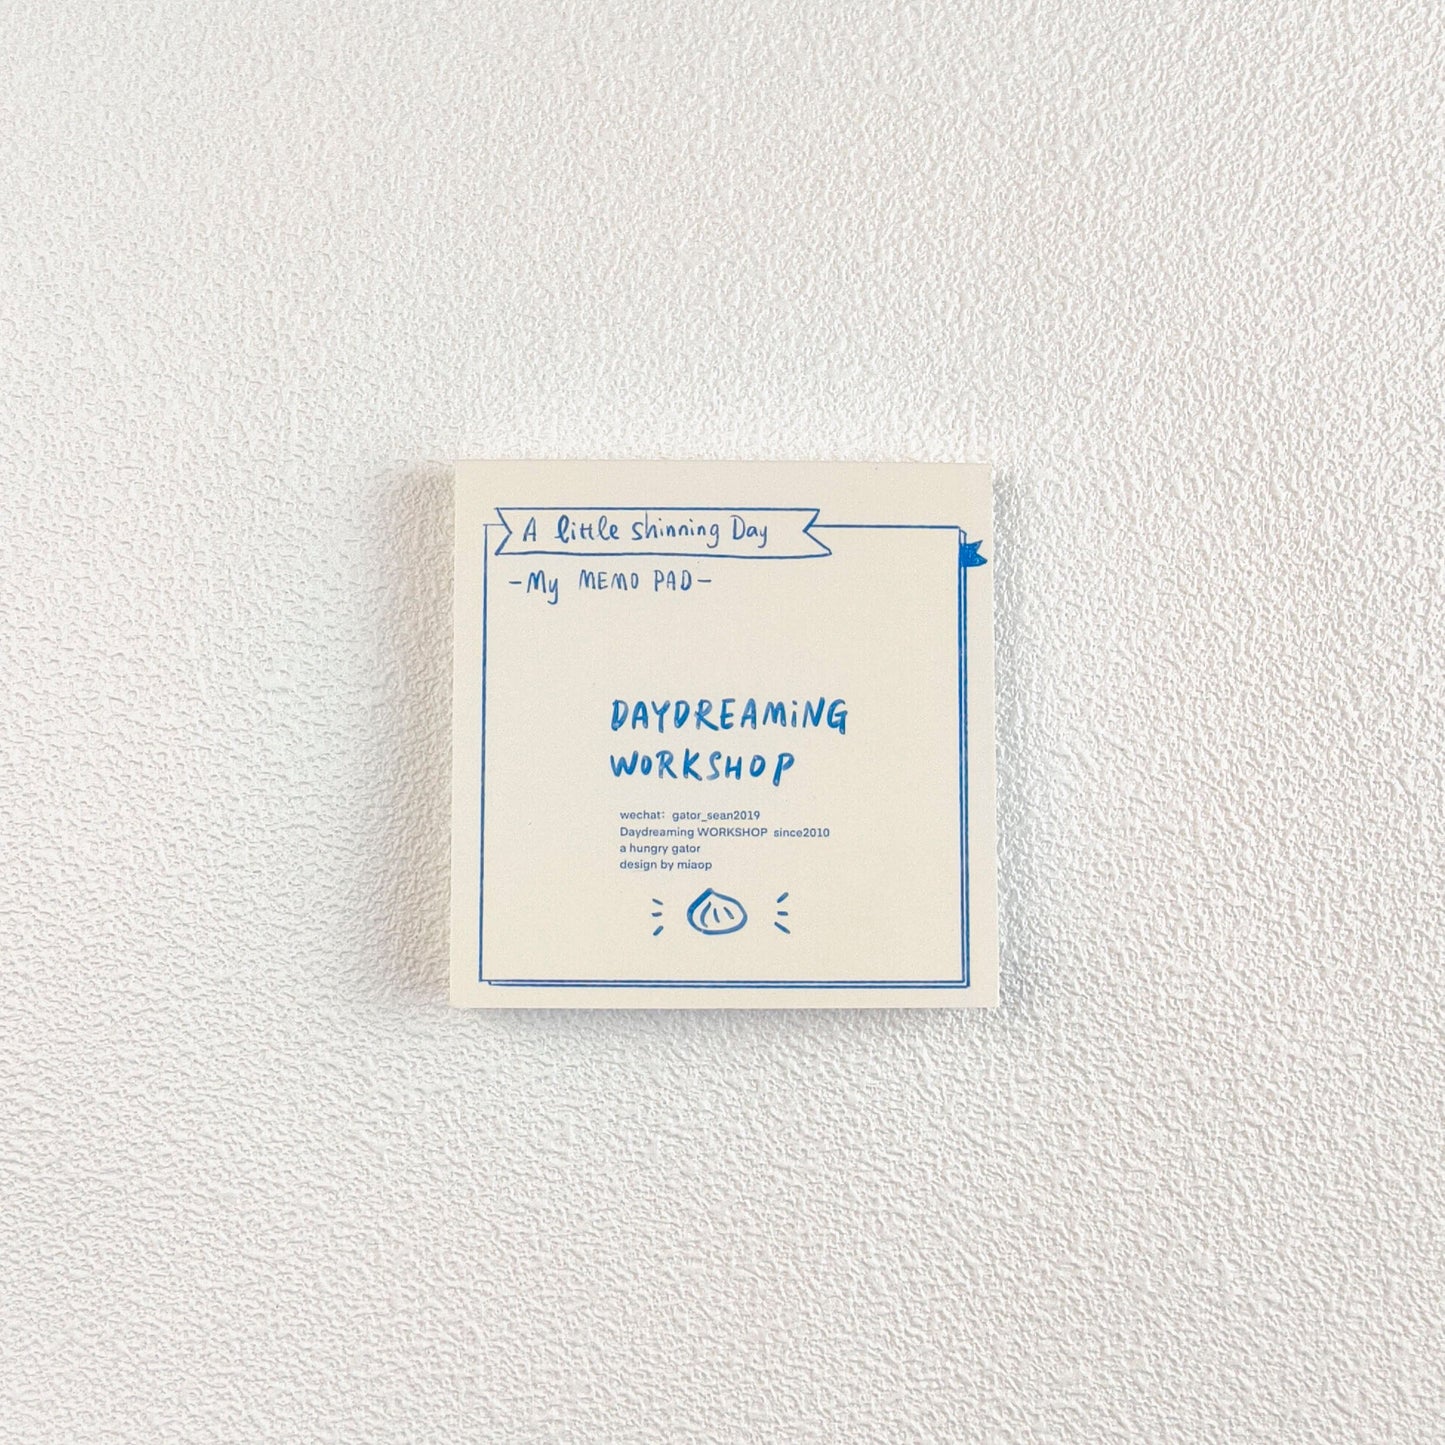 A little shinning Day
-My MEMO PAD-
DAYDREAMiNG
WORKSHOP
wechat: gator_sean2019
Daydreaming WORKSHOP since2010
a hungry gator
design by miaop